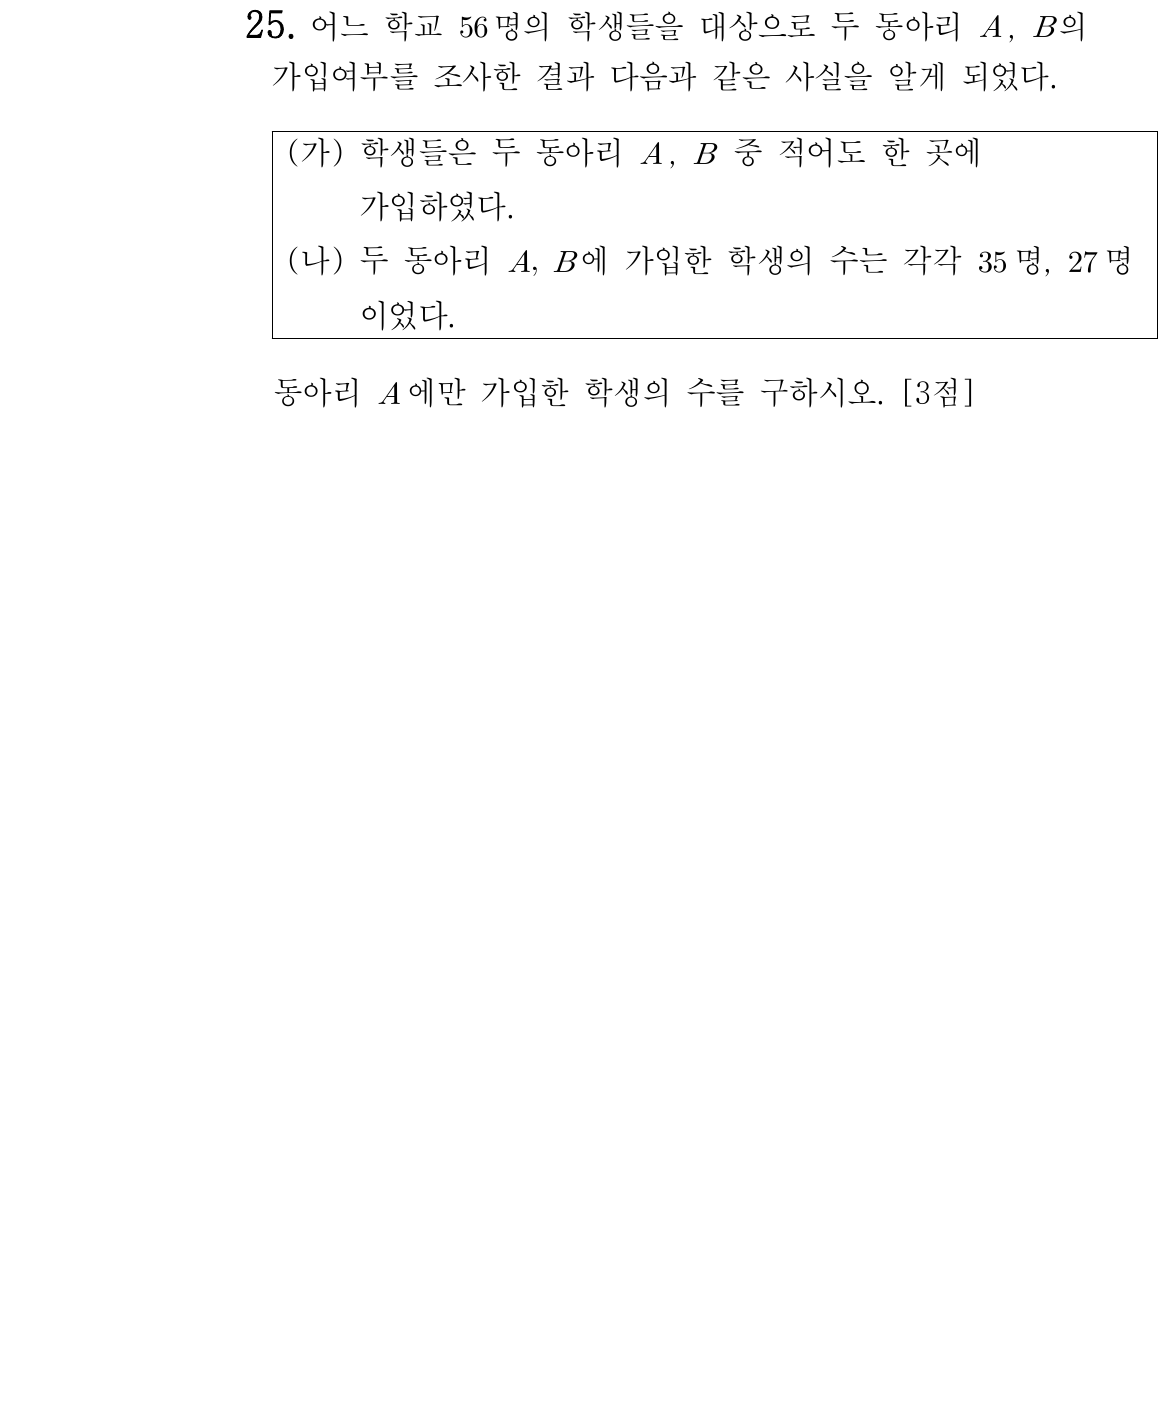 25. 어느 학교 56명의 학생들을 대상으로 두 동아리 A, B의
가입여부를 조사한 결과 다음과 같은 사실을 알게 되었다.
(가) 학생들은 두 동아리 A, B 중 적어도 한 곳에
가입하였다.
(나) 두 동아리 A, B에 가입한 학생의 수는 각각 35명, 27명
이었다.
동아리 A에만 가입한 학생의 수를 구하시오. [3점]